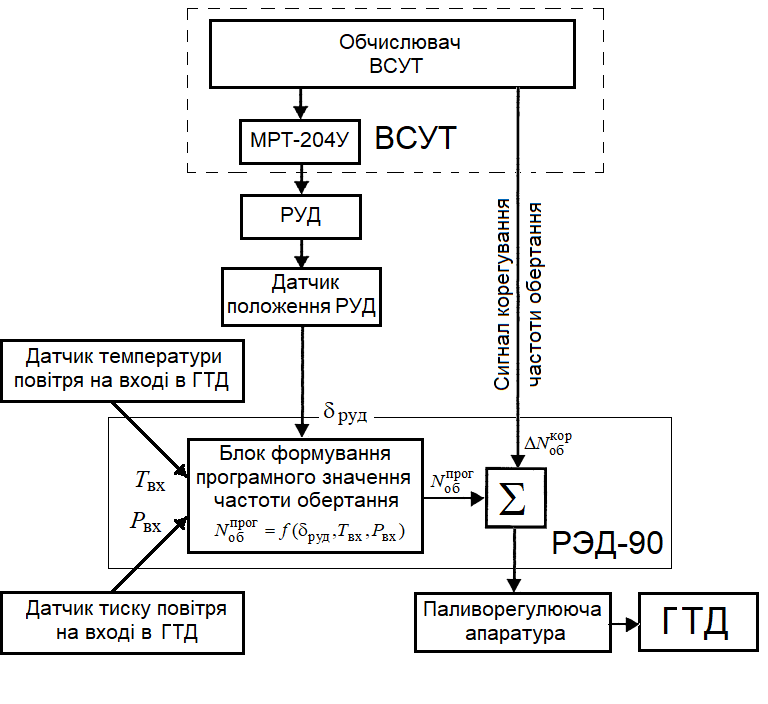 Обчислювач
ВСУТ
МРТ-204У
ВСУТ
РУД
Датчик
положення РУД
Сигнал корегування
частоти обертання
Датчик температури
повітря на вході в ГТД
δ руд
ΔN об кор
T вх
P вх
Блок формування
програмного значення
частоти обертання
N об прог = f (δ руд , T вх , P вх )
N об прог
Σ
РЭД-90
Датчик тиску повітря
на вході в ГТД
Паливорегулююча
апаратура
ГТД